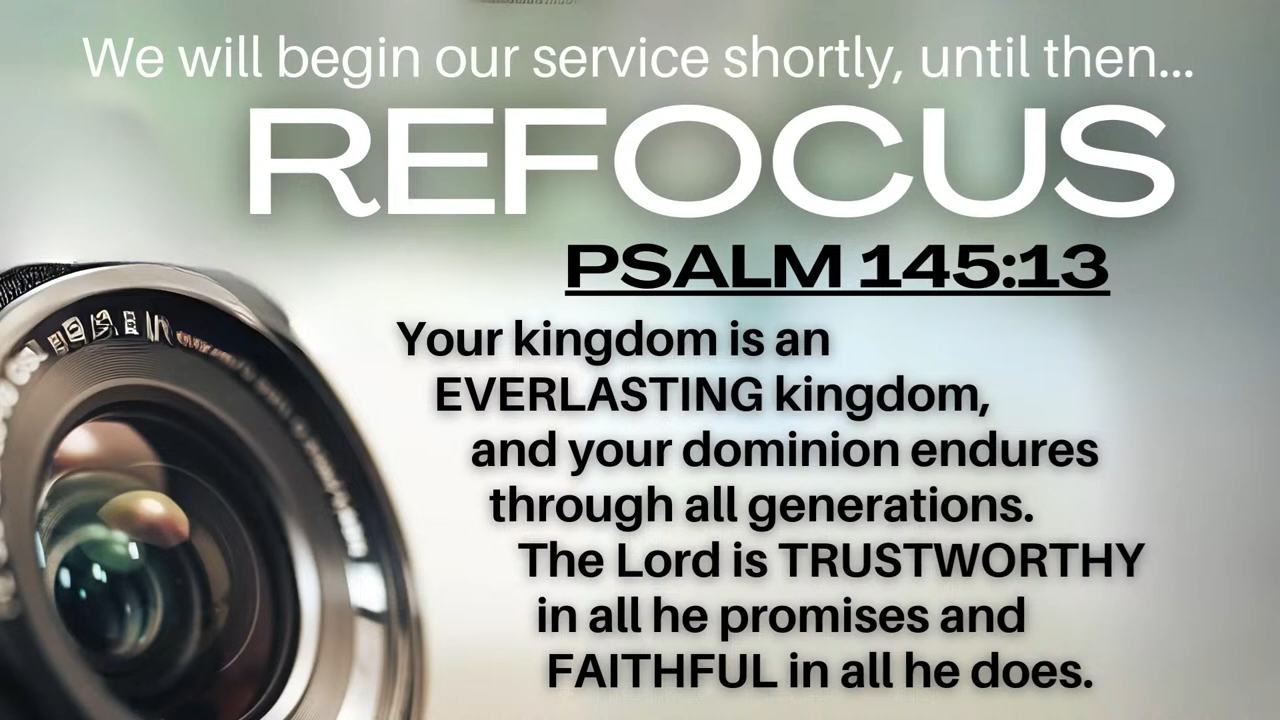 We will begin our service shortly, until then...
REFOCUS
PSALM 145:13
Your kingdom is an
EVERLASTING kingdom,
and your dominion endures
through all generations.
The Lord is TRUSTWORTHY
in all he promises and
FAITHFUL in all he does.